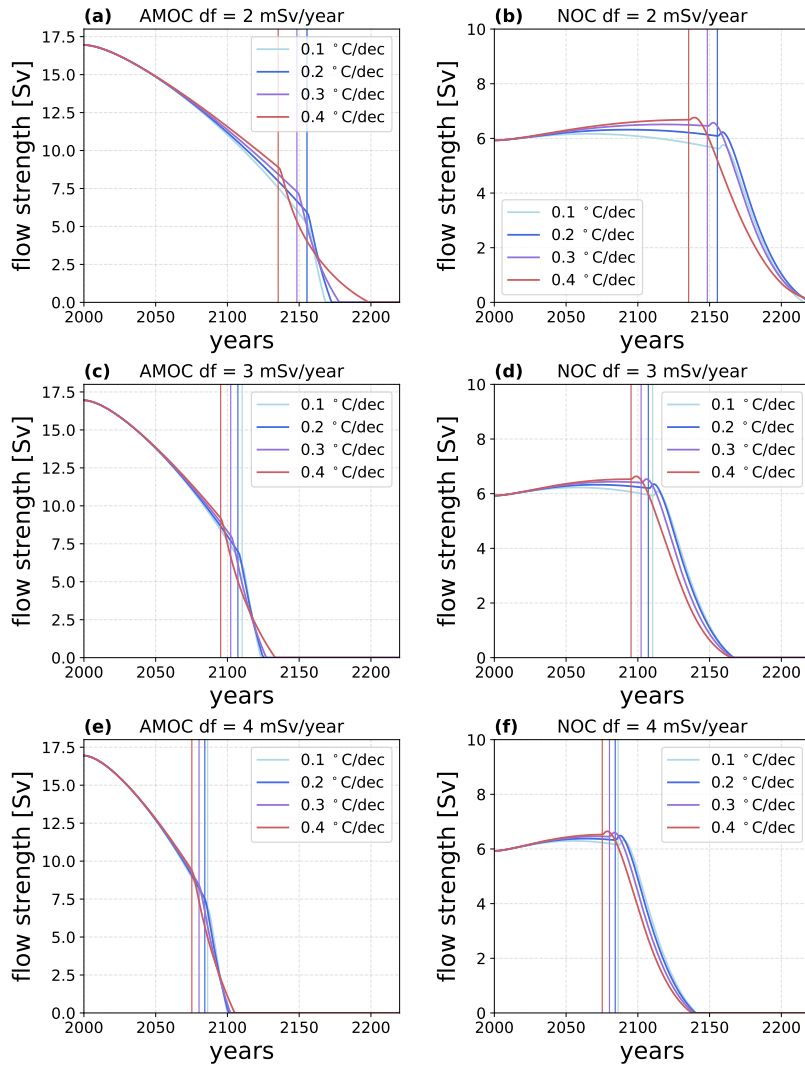 (a) AMOC df = 2 mSv/year
flow strength [Sv]
17.5
15.0
12.5
10.0
7.5
5.0
2.5
0.0
0.1 °C/dec
0.2 °C/dec
0.3 °C/dec
0.4 °C/dec
2000 2050 2100 2150 2200
years
(b) NOC df = 2 mSv/year
flow strength [Sv]
10
8
6
4
2
0
0.1 °C/dec
0.2 °C/dec
0.3 °C/dec
0.4 °C/dec
2000 2050 2100 2150 2200
years
(c) AMOC df = 3 mSv/year
flow strength [Sv]
17.5
15.0
12.5
10.0
7.5
5.0
2.5
0.0
0.1 °C/dec
0.2 °C/dec
0.3 °C/dec
0.4 °C/dec
2000 2050 2100 2150 2200
years
(d) NOC df = 3 mSv/year
flow strength [Sv]
10
8
6
4
2
0
0.1 °C/dec
0.2 °C/dec
0.3 °C/dec
0.4 °C/dec
2000 2050 2100 2150 2200
years
(e) AMOC df = 4 mSv/year
flow strength [Sv]
17.5
15.0
12.5
10.0
7.5
5.0
2.5
0.0
0.1 °C/dec
0.2 °C/dec
0.3 °C/dec
0.4 °C/dec
2000 2050 2100 2150 2200
years
(f) NOC df = 4 mSv/year
flow strength [Sv]
10
8
6
4
2
0
0.1 °C/dec
0.2 °C/dec
0.3 °C/dec
0.4 °C/dec
2000 2050 2100 2150 2200
years